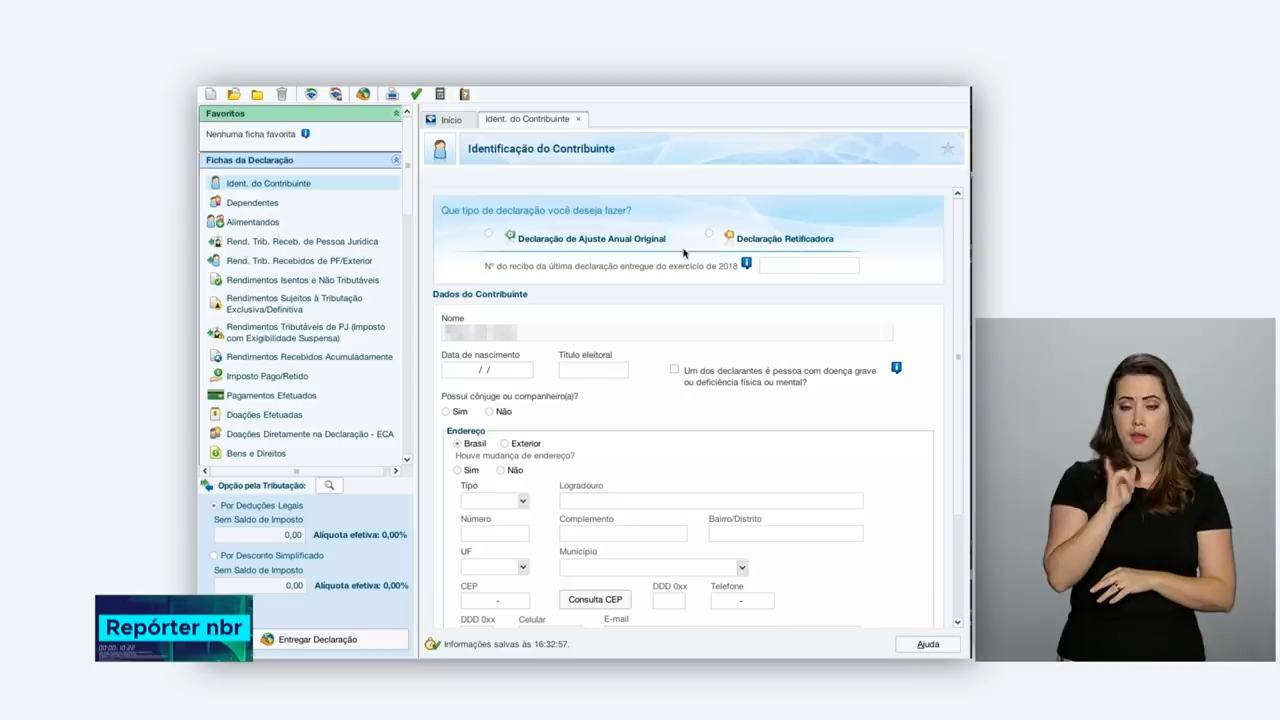 Favoritos
Nenhuma ficha favorita
Fichas da Declaração
Ident. do Contribuinte
Dependentes
Alimentandos
Rend. Trib. Receb. de Pessoa Jurídica
Rend. Trib. Recebidos de PF/Exterior
Rendimentos Isentos e Não Tributáveis
Rendimentos Sujeitos à Tributação
Exclusiva/Definitiva
Rendimentos Tributáveis de PJ (Imposto
com Exigibilidade Suspensa)
Rendimentos Recebidos Acumuladamente
Imposto Pago/Retido
Pagamentos Efetuados
Doações Efetuadas
Doações Diretamente na Declaração - ECA
Bens e Direitos
Opção pela Tributação:
Por Deduções Legais
Sem Saldo de Imposto
0,00 Alíquota efetiva: 0,00%
Por Desconto Simplificado
Sem Saldo de Imposto
0,00 Alíquota efetiva: 0,00%
Entregar Declaração
Início
Ident. do Contribuinte ×
Identificação do Contribuinte
Que tipo de declaração você deseja fazer?
Declaração de Ajuste Anual Original Declaração Retificadora
Nº do recibo da última declaração entregue do exercício de 2018
Dados do Contribuinte
Nome
Data de nascimento Título eleitoral
/ /
Um dos declarantes é pessoa com doença grave
ou deficiência física ou mental?
Possui cônjuge ou companheiro(a)?
Sim Não
Endereço
Brasil Exterior
Houve mudança de endereço?
Sim Não
Tipo Logradouro
Número Complemento Bairro/Distrito
UF Município
CEP DDD 0xx Telefone
- Consulta CEP -
DDD 0xx Celular E-mail
Informações salvas às 16:32:57.
Ajuda
Repórter nbr